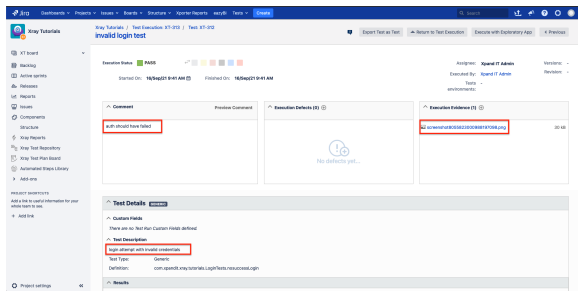 Jira Dashboards Projects Issues Boards Structure Xporter Reports eazyBI Tests Create Search
Xray Tutorials
Xray Tutorials / Test Execution: XT-313 / Test: XT-312
invalid login test
Export Test as Test Return to Test Execution Execute with Exploratory App < Previous
XT board
Backlog
Active sprints
Releases
Reports
Issues
Components
Structure
Xray Reports
Xray Test Repository
Xray Test Plan Board
Automated Steps Library
Add-ons
PROJECT SHORTCUTS
Add a link to useful information for your
whole team to see.
+ Add link
Project settings
Execution Status PASS
Started On: 16/Sep/21 9:41 AM Finished On: 16/Sep/21 9:41 AM
Assignee: Xpand IT Admin
Executed By: Xpand IT Admin
Tests -
environments:
Versions: -
Revision: -
Comment Preview Comment
auth should have failed
Execution Defects (0)
No defects yet...
Execution Evidence (1)
20 kB
Test Details GENERIC
Custom Fields
There are no Test Run Custom Fields defined.
Test Description
login attempt with invalid credentials
Test Type: Generic
Definition: com.xpandit.xray.tutorials.LoginTests.nosuccessLogin
Results